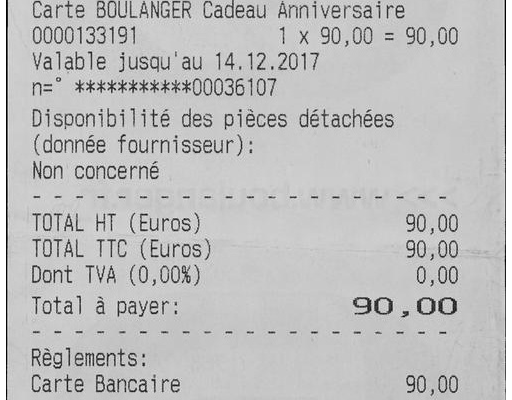 Carte BOULANGER Cadeau Anniversaire
0000133191 1 x 90,00 = 90,00
Valable jusqu'au 14.12.2017
n=° ***********00036107
Disponibilité des pièces détachées
(donnée fournisseur):
Non concerné
- - - - - - - - - - - - - - - - - - - -
TOTAL HT (Euros) 90,00
TOTAL TTC (Euros) 90,00
Dont TVA (0,00%) 0,00
Total à payer: 90,00
- - - - - - - - - - - - - - - - - - - -
Règlements:
Carte Bancaire 90,00